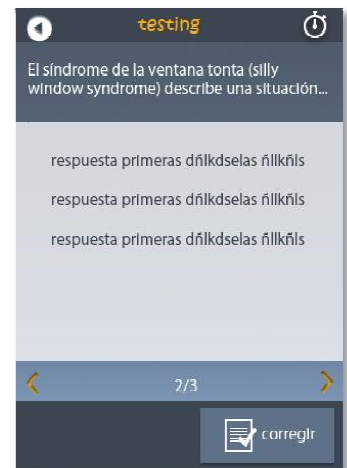 testing
El síndrome de la ventana tonta (silly
window syndrome) describe una situación...
respuesta primeras dñlkdselas ñllkñls
respuesta primeras dñlkdselas ñllkñls
respuesta primeras dñlkdselas ñllkñls
2/3
corregir